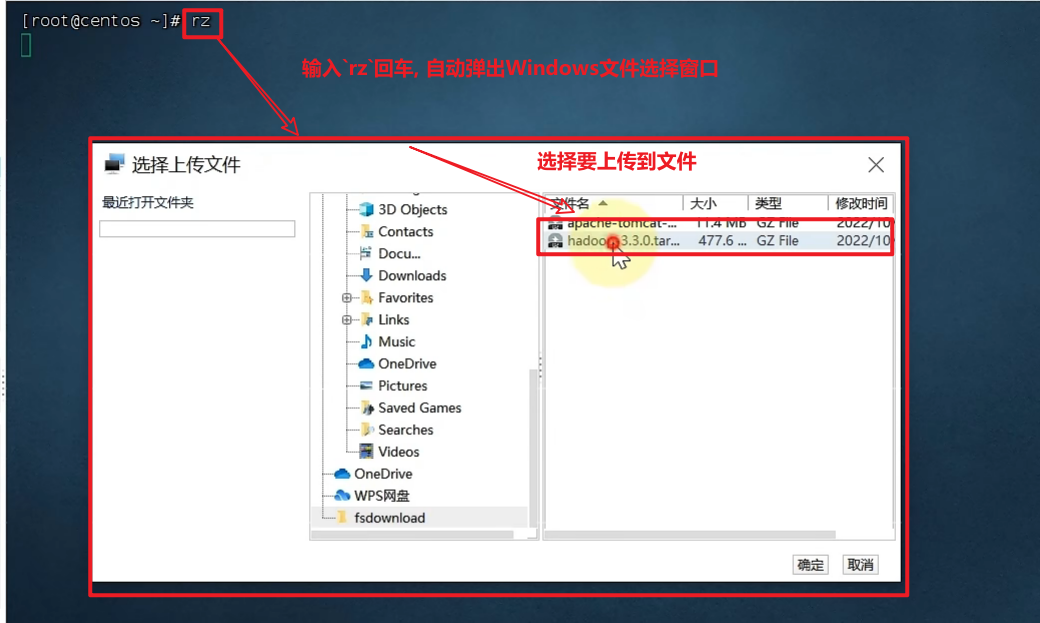 [root@centos ~]# rz
输入`rz`回车, 自动弹出Windows文件选择窗口
选择上传文件
选择要上传到文件
最近打开文件夹
3D Objects
Contacts
Docu...
Downloads
Favorites
Links
Music
OneDrive
Pictures
Saved Games
Searches
Videos
OneDrive
WPS网盘
fsdownload
文件名 大小 类型 修改时间
apache-tomcat-... 11.4 MB GZ File 2022/10
3.3.0.tar... 477.6 ... GZ File 2022/10
确定 取消